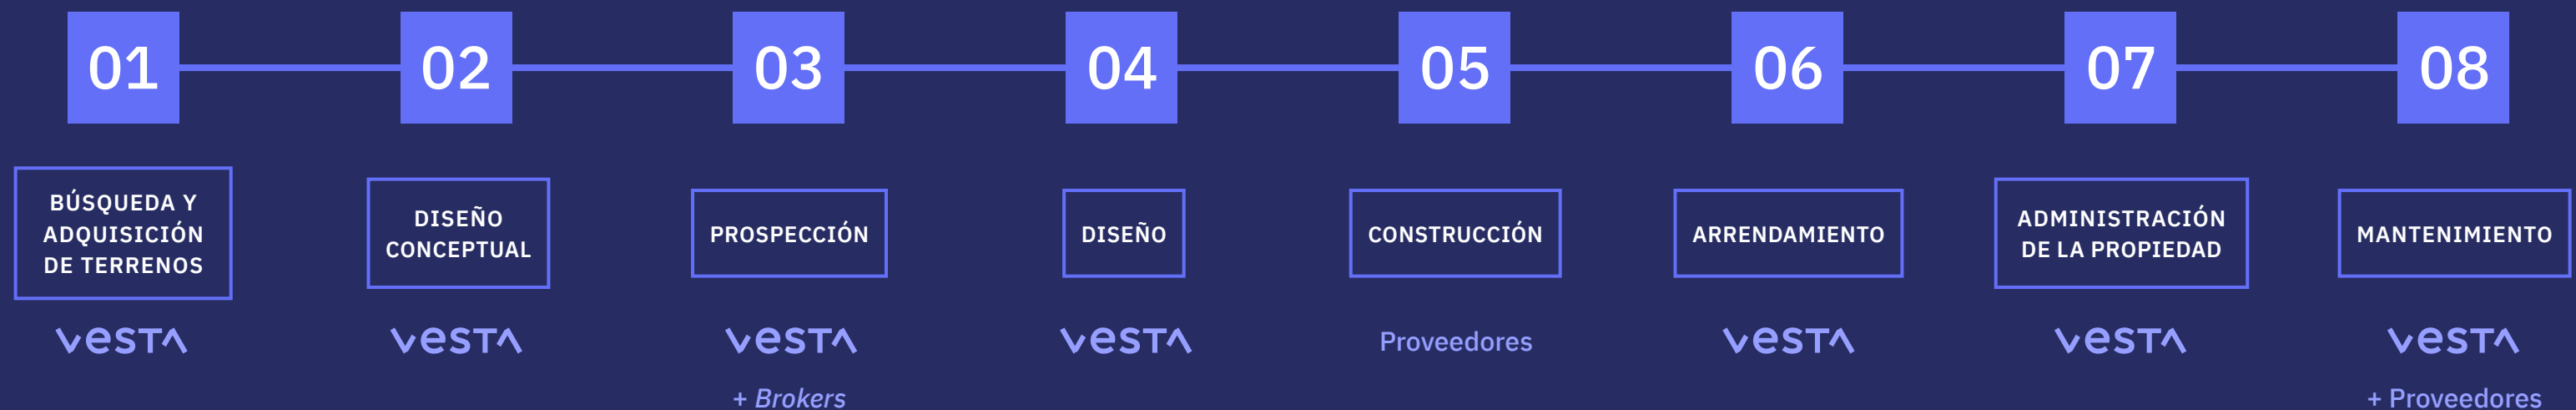 01
02
03
04
05
06
07
08
BÚSQUEDA Y
ADQUISICIÓN
DE TERRENOS
DISEÑO
CONCEPTUAL
PROSPECCIÓN
DISEÑO
CONSTRUCCIÓN
ARRENDAMIENTO
ADMINISTRACIÓN
DE LA PROPIEDAD
MANTENIMIENTO
vesta
vesta
vesta
vesta
Proveedores
vesta
vesta
vesta
+ Brokers
+ Proveedores